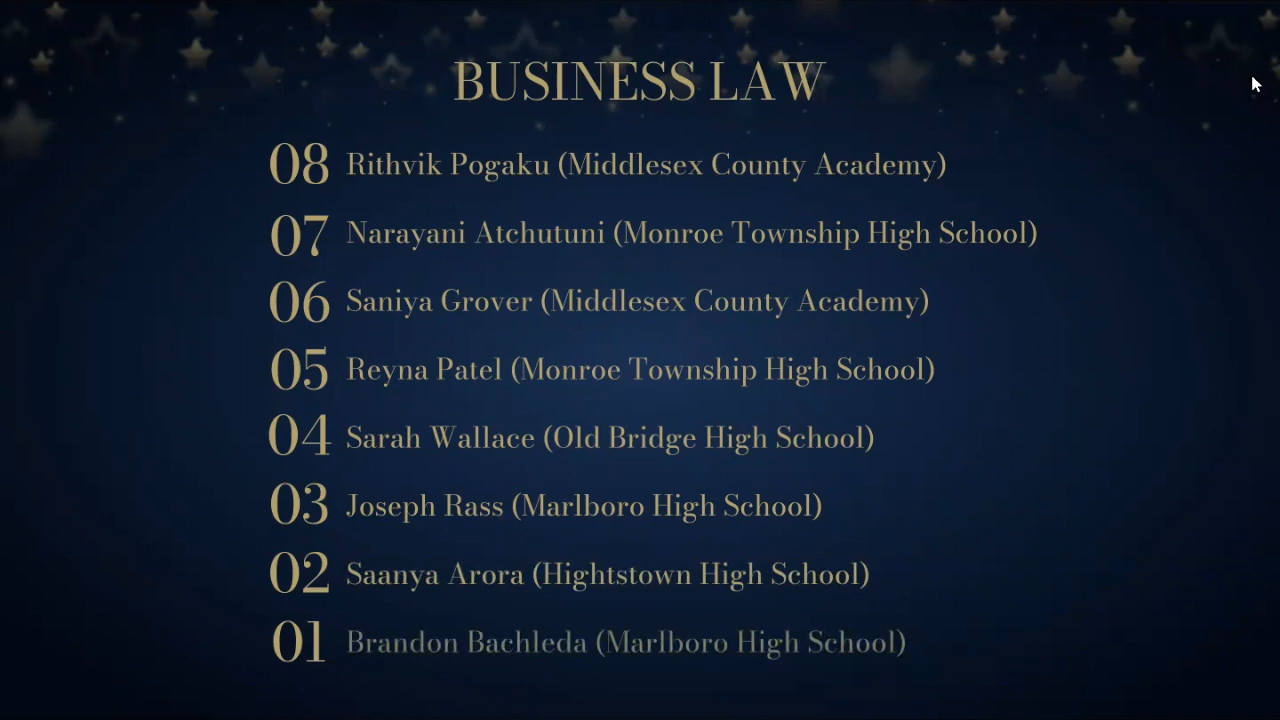 BUSINESS LAW
08 Rithvik Pogaku (Middlesex County Academy)
07 Narayani Atchutuni (Monroe Township High School)
06 Saniya Grover (Middlesex County Academy)
05 Reyna Patel (Monroe Township High School)
04 Sarah Wallace (Old Bridge High School)
03 Joseph Rass (Marlboro High School)
02 Saanya Arora (Hightstown High School)
01 Brandon Bachleda (Marlboro High School)